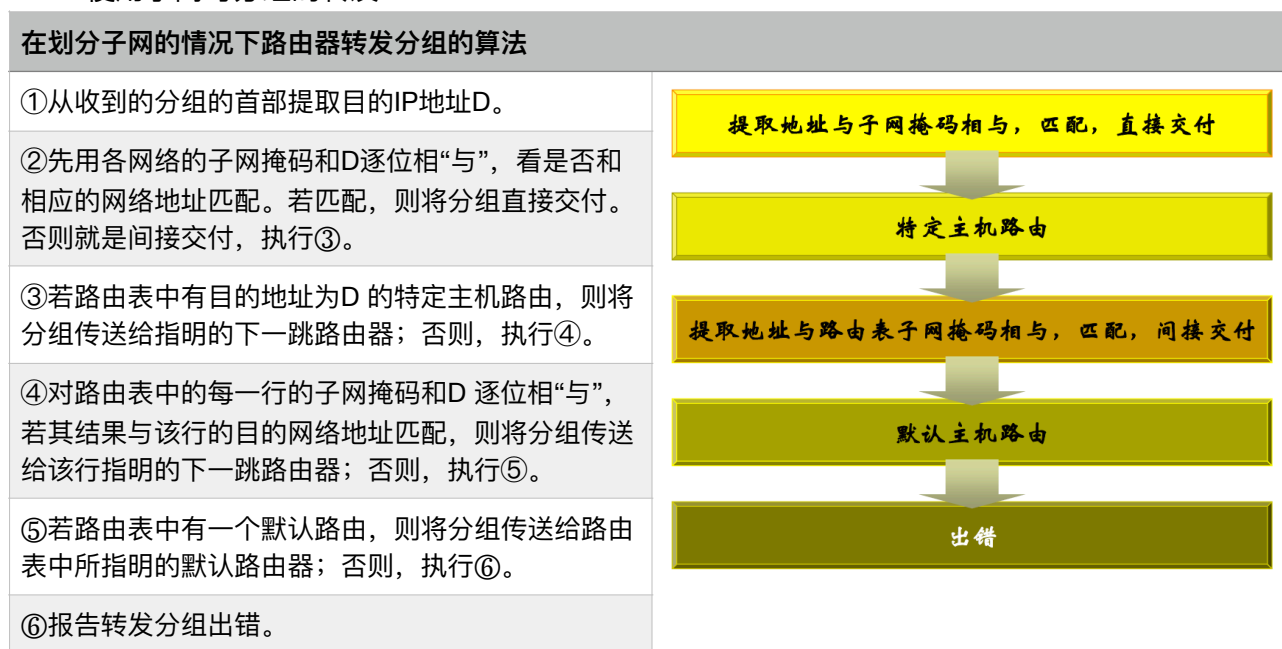 在划分子网的情况下路由器转发分组的算法
①从收到的分组的首部提取目的IP地址D。
②先用各网络的子网掩码和D逐位相“与”，看是否和
相应的网络地址匹配。若匹配，则将分组直接交付。
否则就是间接交付，执行③。
③若路由表中有目的地址为D 的特定主机路由，则将
分组传送给指明的下一跳路由器；否则，执行④。
④对路由表中的每一行的子网掩码和D 逐位相“与”，
若其结果与该行的目的网络地址匹配，则将分组传送
给该行指明的下一跳路由器；否则，执行⑤。
⑤若路由表中有一个默认路由，则将分组传送给路由
表中所指明的默认路由器；否则，执行⑥。
⑥报告转发分组出错。
提取地址与子网掩码相与，匹配，直接交付
特定主机路由
提取地址与路由表子网掩码相与，匹配，间接交付
默认主机路由
出错